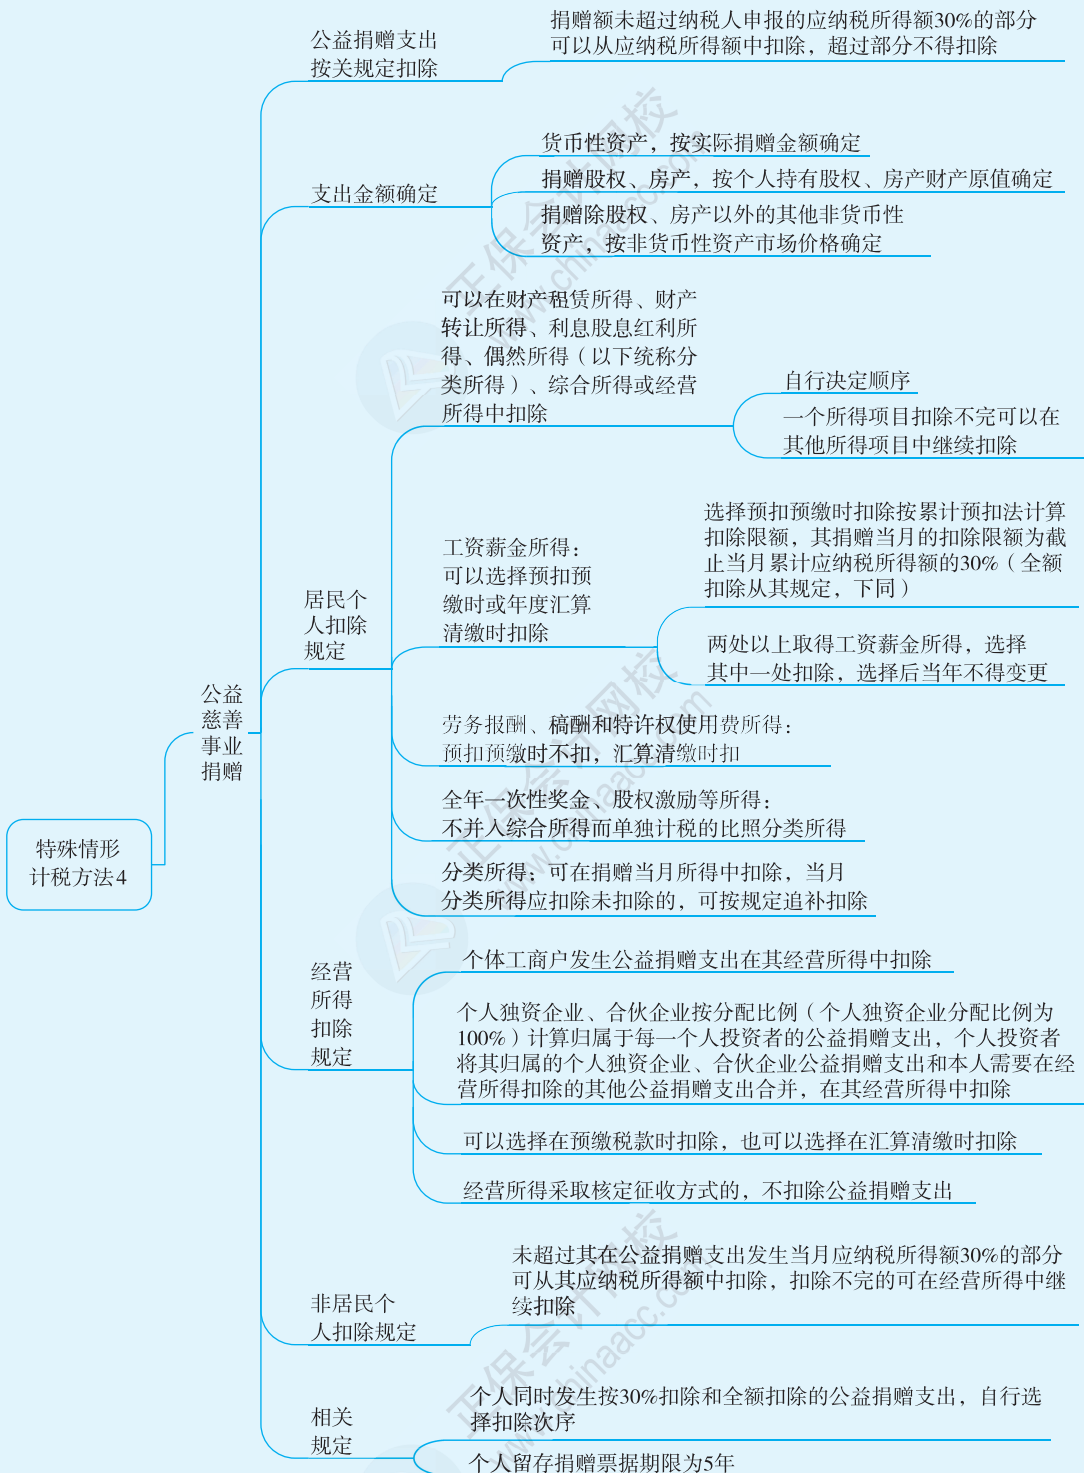 公益捐赠支出
按关规定扣除
捐赠额未超过纳税人申报的应纳税所得额30%的部分
可以从应纳税所得额中扣除，超过部分不得扣除
支出金额确定
货币性资产，按实际捐赠金额确定
捐赠股权、房产，按个人持有股权、房产财产原值确定
捐赠除股权、房产以外的其他非货币性
资产，按非货币性资产市场价格确定
可以在财产租赁所得、财产
转让所得、利息股息红利所
得、偶然所得（以下统称分
类所得）、综合所得或经营
所得中扣除
自行决定顺序
一个所得项目扣除不完可以在
其他所得项目中继续扣除
居民个
人扣除
规定
工资薪金所得：
可以选择预扣预
缴时或年度汇算
清缴时扣除
选择预扣预缴时扣除按累计预扣法计算
扣除限额，其捐赠当月的扣除限额为截
止当月累计应纳税所得额的30%（全额
扣除从其规定，下同）
两处以上取得工资薪金所得，选择
其中一处扣除，选择后当年不得变更
劳务报酬、稿酬和特许权使用费所得：
预扣预缴时不扣，汇算清缴时扣
全年一次性奖金、股权激励等所得：
不并入综合所得而单独计税的比照分类所得
分类所得：可在捐赠当月所得中扣除，当月
分类所得应扣除未扣除的，可按规定追补扣除
公益
慈善
事业
捐赠
特殊情形
计税方法4
经营
所得
扣除
规定
个体工商户发生公益捐赠支出在其经营所得中扣除
个人独资企业、合伙企业按分配比例（个人独资企业分配比例为
100%）计算归属于每一个人投资者的公益捐赠支出，个人投资者
将其归属的个人独资企业、合伙企业公益捐赠支出和本人需要在经
营所得扣除的其他公益捐赠支出合并，在其经营所得中扣除
可以选择在预缴税款时扣除，也可以选择在汇算清缴时扣除
经营所得采取核定征收方式的，不扣除公益捐赠支出
非居民个
人扣除规定
未超过其在公益捐赠支出发生当月应纳税所得额30%的部分
可从其应纳税所得额中扣除，扣除不完的可在经营所得中继
续扣除
相关
规定
个人同时发生按30%扣除和全额扣除的公益捐赠支出，自行选
择扣除次序
个人留存捐赠票据期限为5年
正保会计网校
www.chinaacc.com
正保会计网校
www.chinaacc.com
正保会计网校
www.chinaacc.com